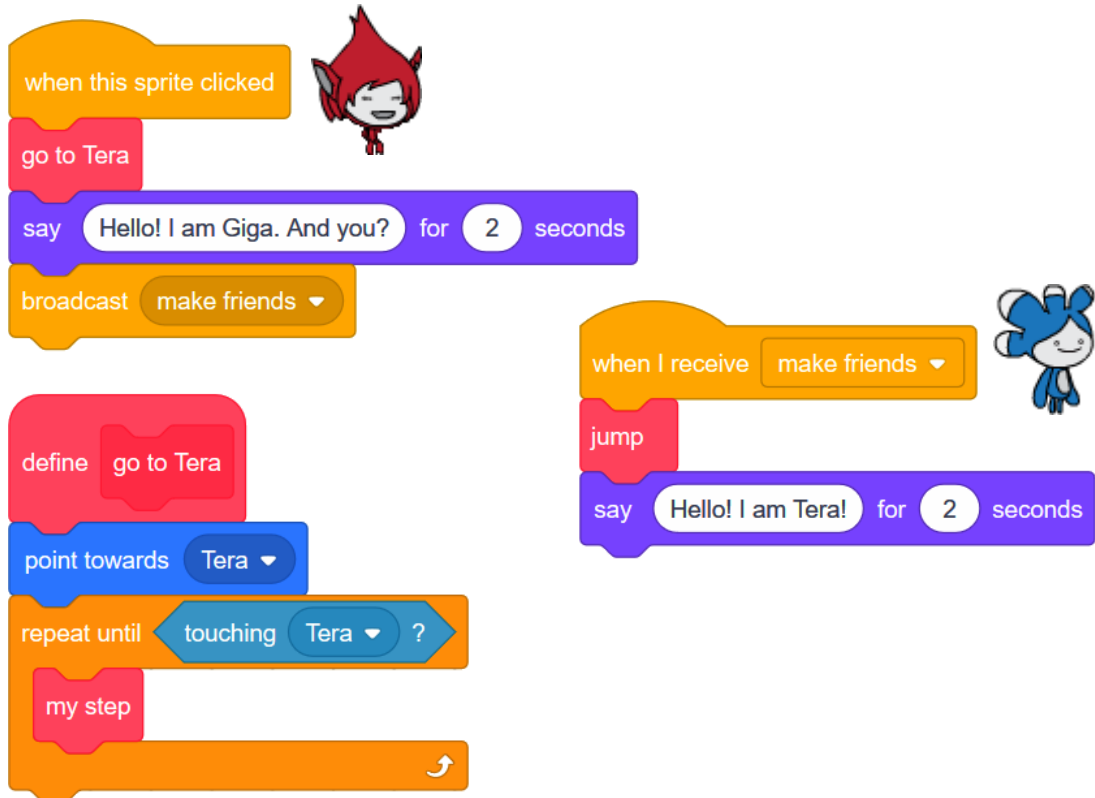 when this sprite clicked
go to Tera
say Hello! I am Giga. And you? for 2 seconds
broadcast make friends
define go to Tera
point towards Tera
repeat until touching Tera ?
my step
when I receive make friends
jump
say Hello! I am Tera! for 2 seconds